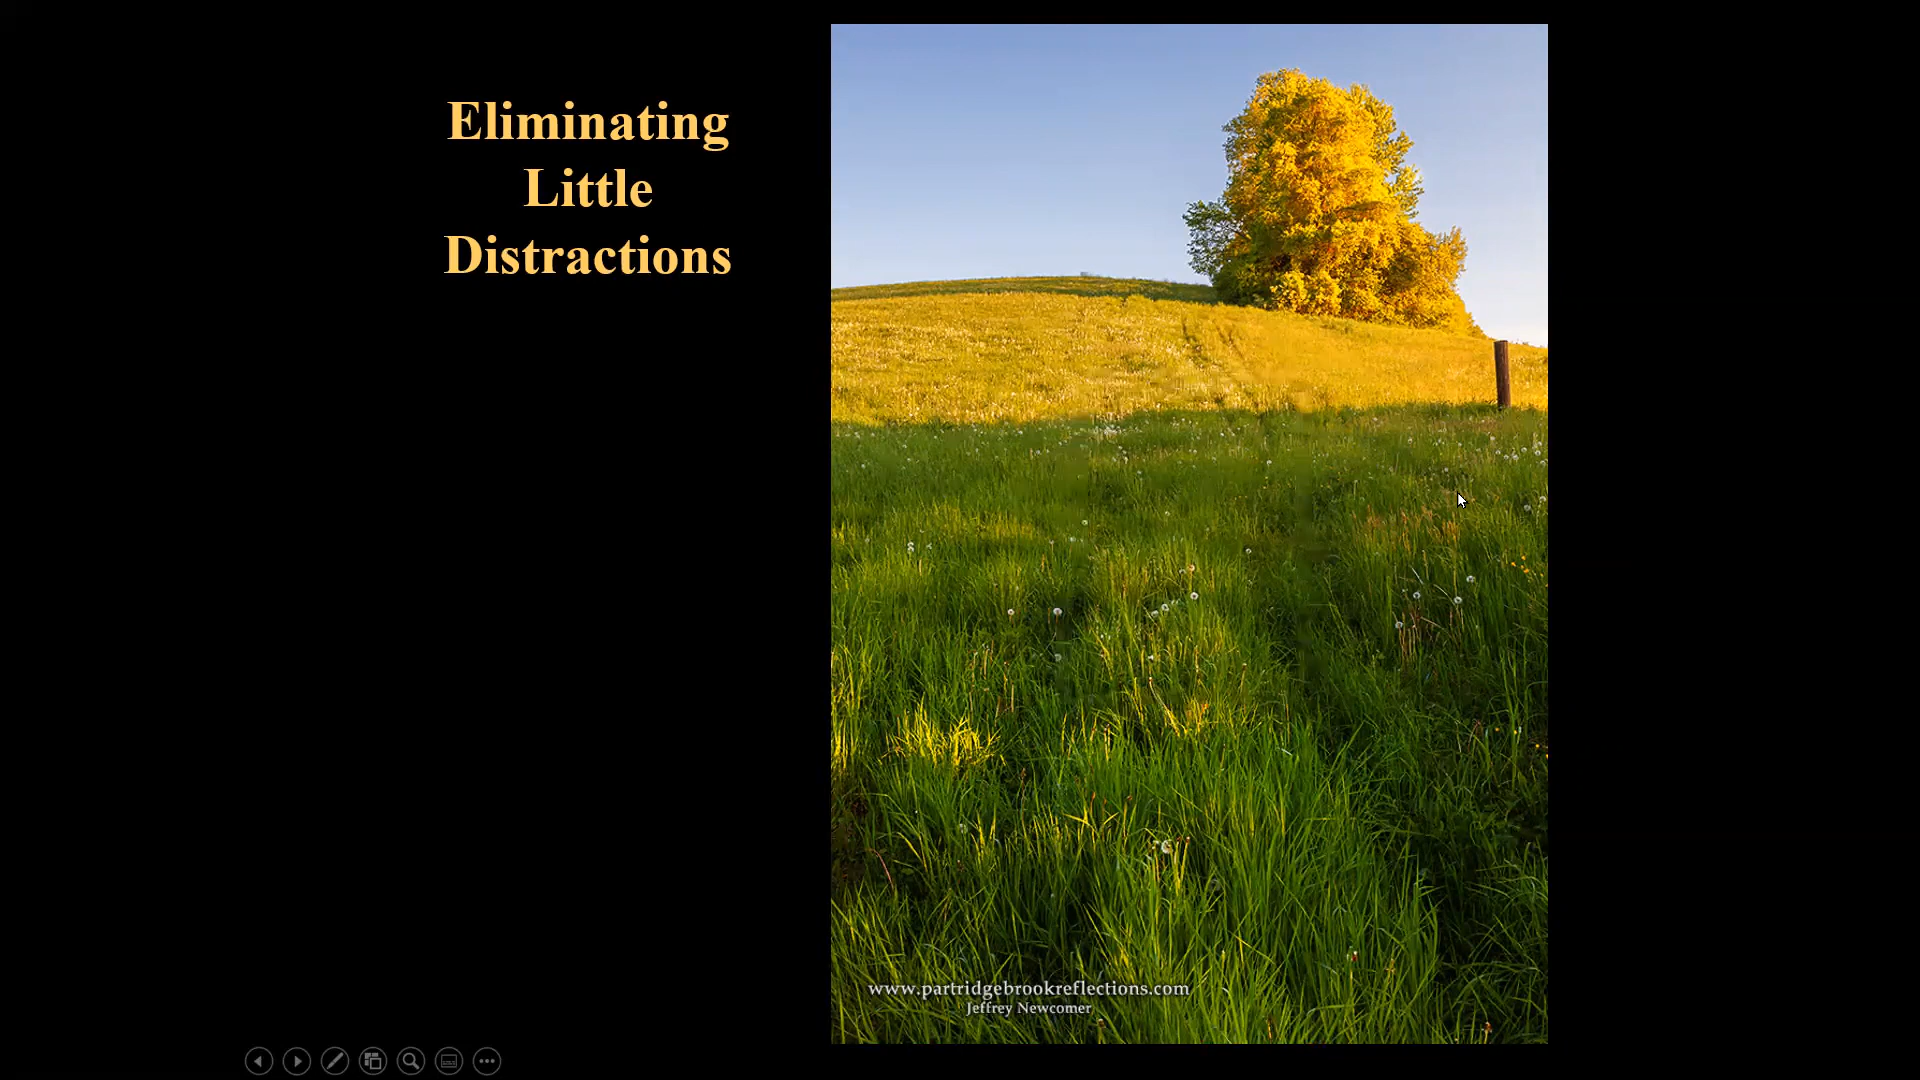 Eliminating
Little
Distractions
www.partridgebrookreflections.com
Jeffrey Newcomer